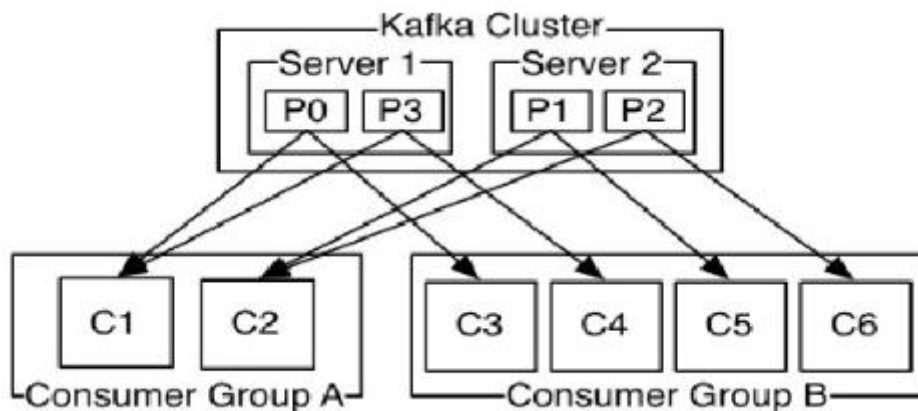 Kafka Cluster
Server 1 Server 2
P0 P3 P1 P2
C1 C2 C3 C4 C5 C6
Consumer Group A Consumer Group B